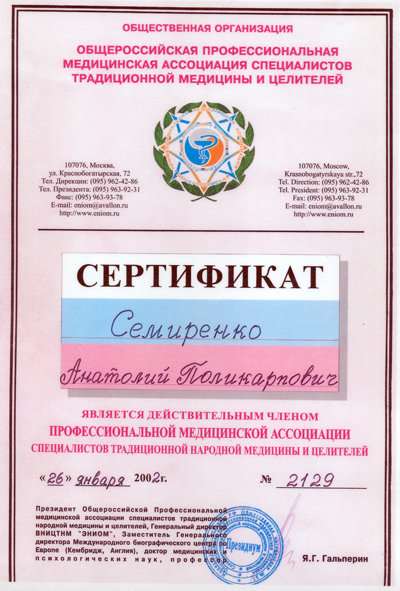 ОБЩЕСТВЕННАЯ ОРГАНИЗАЦИЯ
ОБЩЕРОССИЙСКАЯ ПРОФЕССИОНАЛЬНАЯ
МЕДИЦИНСКАЯ АССОЦИАЦИЯ СПЕЦИАЛИСТОВ
ТРАДИЦИОННОЙ МЕДИЦИНЫ И ЦЕЛИТЕЛЕЙ
107076, Москва,
ул. Краснобогатырская, 72
Тел. Дирекции: (095) 962-42-86
Тел. Президента: (095) 963-92-31
Факс: (095) 963-93-78
E-mail: eniom@avallon.ru
http://www.eniom.ru
107076, Moscow,
Krasnobogatyrskaya str.,72
Tel. Direction: (095) 962-42-86
Tel. President: (095) 963-92-31
Fax: (095) 963-93-78
E-mail: eniom@avallon.ru
http://www.eniom.ru
СЕРТИФИКАТ
Семиренко
Анатолий Поликарпович
ЯВЛЯЕТСЯ ДЕЙСТВИТЕЛЬНЫМ ЧЛЕНОМ
ПРОФЕССИОНАЛЬНОЙ МЕДИЦИНСКОЙ АССОЦИАЦИИ
СПЕЦИАЛИСТОВ ТРАДИЦИОННОЙ НАРОДНОЙ МЕДИЦИНЫ И ЦЕЛИТЕЛЕЙ
«26» января 2002г. № 2129
Президент Общероссийской Профессиональной
медицинской ассоциации специалистов традиционной
народной медицины и целителей, Генеральный директор
ВНИЦТНМ "ЭНИОМ", Заместитель Генерального
директора Международного биографического центра по
Европе (Кембридж, Англия), доктор медицинских и
психологических наук, профессор
Президиум
Я.Г. Гальперин